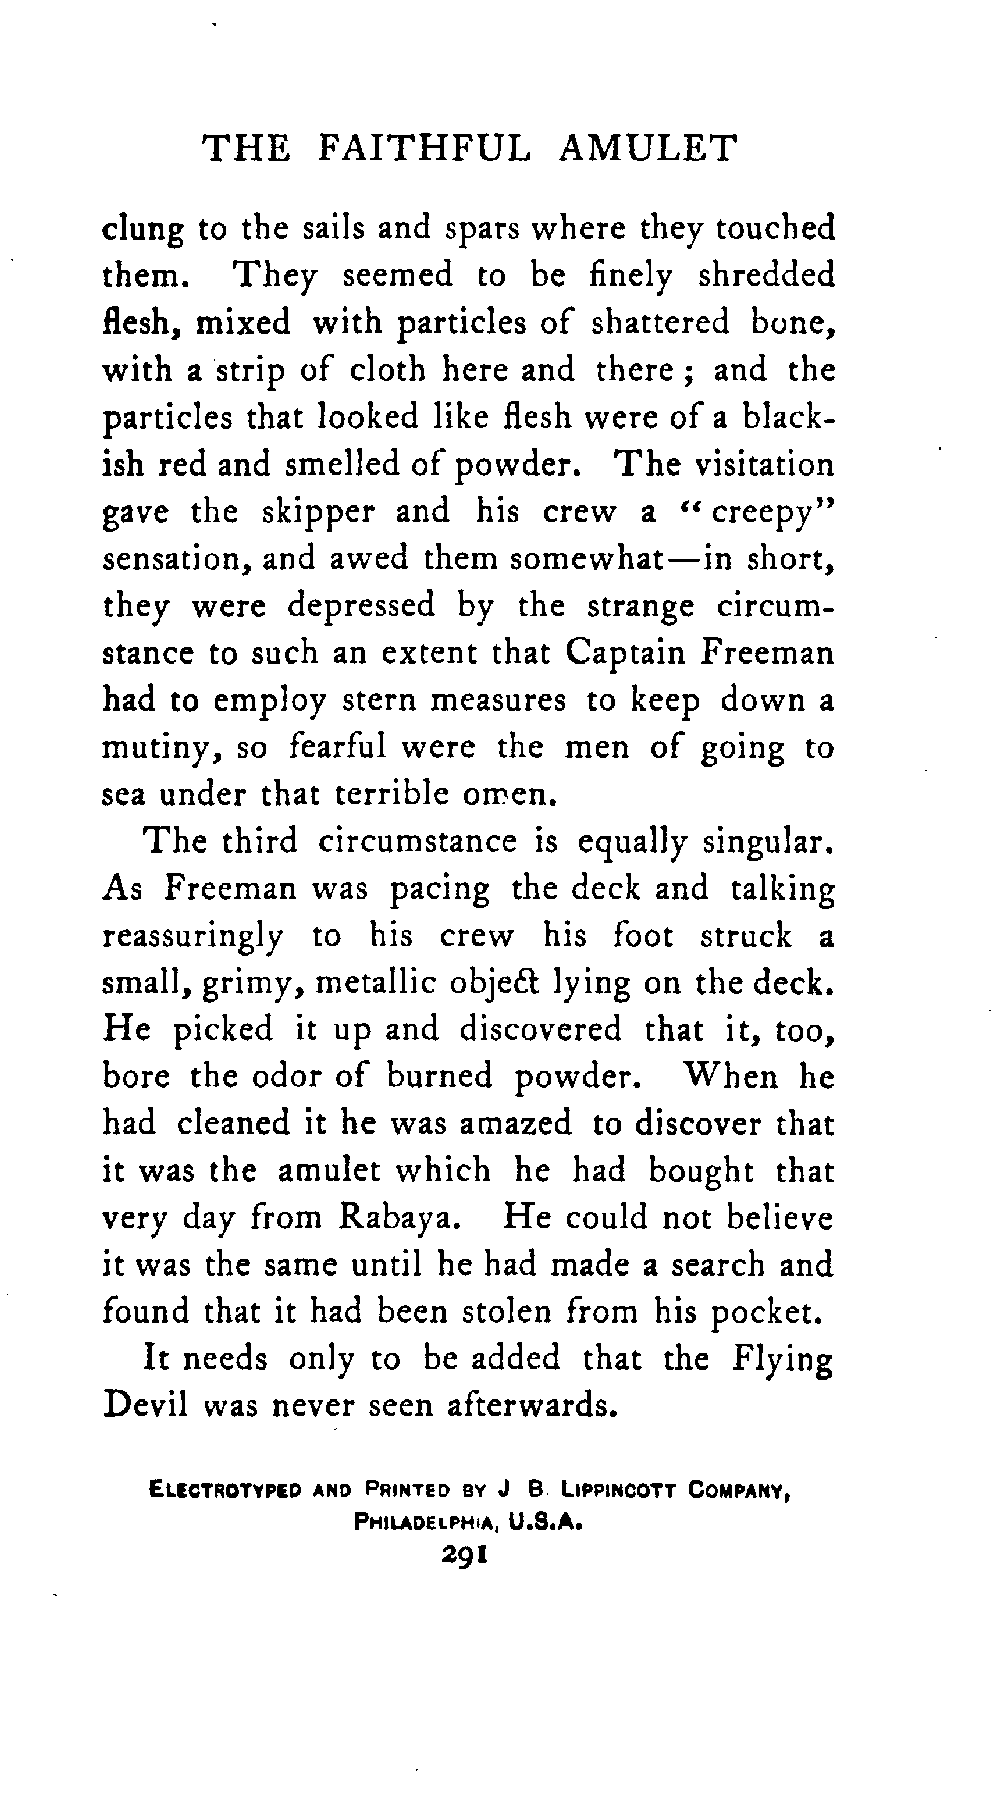 THE FAITHFUL AMULET
clung to the sails and spars where they touched
them. They seemed to be finely shredded
flesh, mixed with particles of shattered bone,
with a strip of cloth here and there ; and the
particles that looked like flesh were of a black-
ish red and smelled of powder. The visitation
gave the skipper and his crew a “ creepy”
sensation, and awed them somewhat—in short,
they were depressed by the strange circum-
stance to such an extent that Captain Freeman
had to employ stern measures to keep down a
mutiny, so fearful were the men of going to
sea under that terrible omen.
The third circumstance is equally singular.
As Freeman was pacing the deck and talking
reassuringly to his crew his foot struck a
small, grimy, metallic object lying on the deck.
He picked it up and discovered that it, too,
bore the odor of burned powder. When he
had cleaned it he was amazed to discover that
it was the amulet which he had bought that
very day from Rabaya. He could not believe
it was the same until he had made a search and
found that it had been stolen from his pocket.
It needs only to be added that the Flying
Devil was never seen afterwards.
ELECTROTYPED AND PRINTED BY J B. LIPPINCOTT COMPANY,
PHILADELPHIA, U.S.A.
291